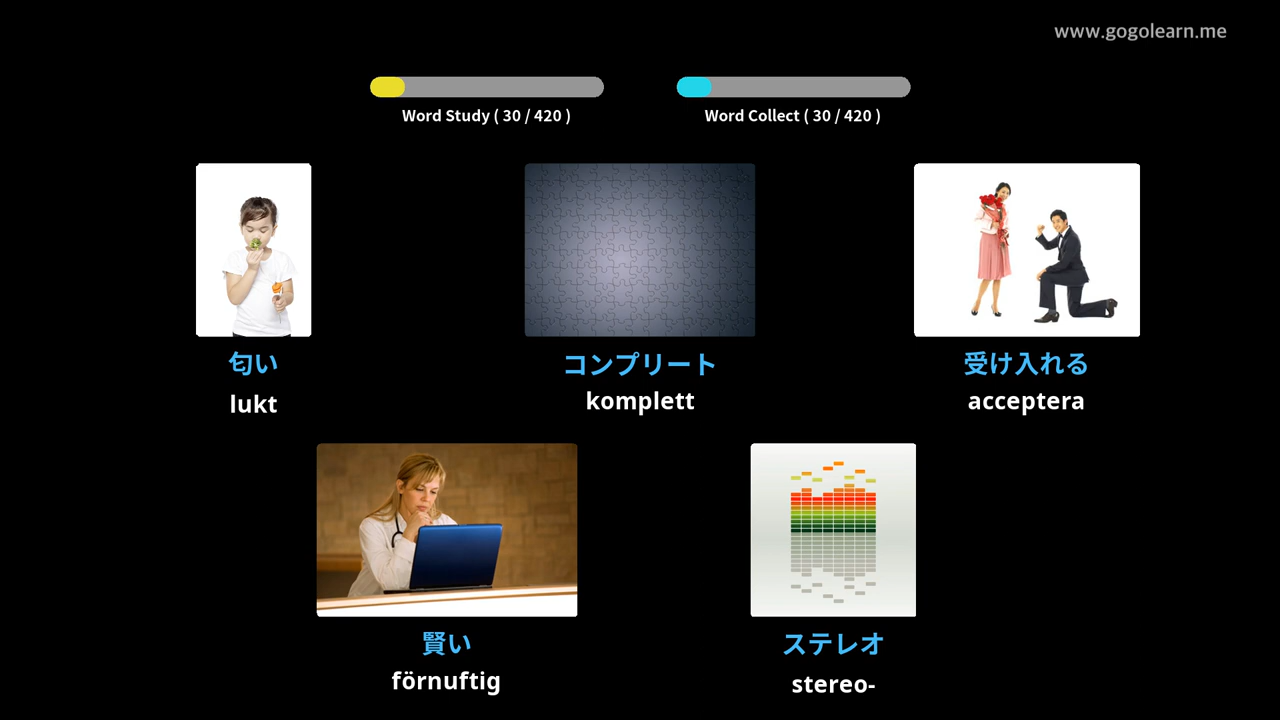 www.gogolearn.me
Word Study ( 30 / 420 )
Word Collect ( 30 / 420 )
匂い
lukt
コンプリート
komplett
受け入れる
acceptera
賢い
förnuftig
ステレオ
stereo-